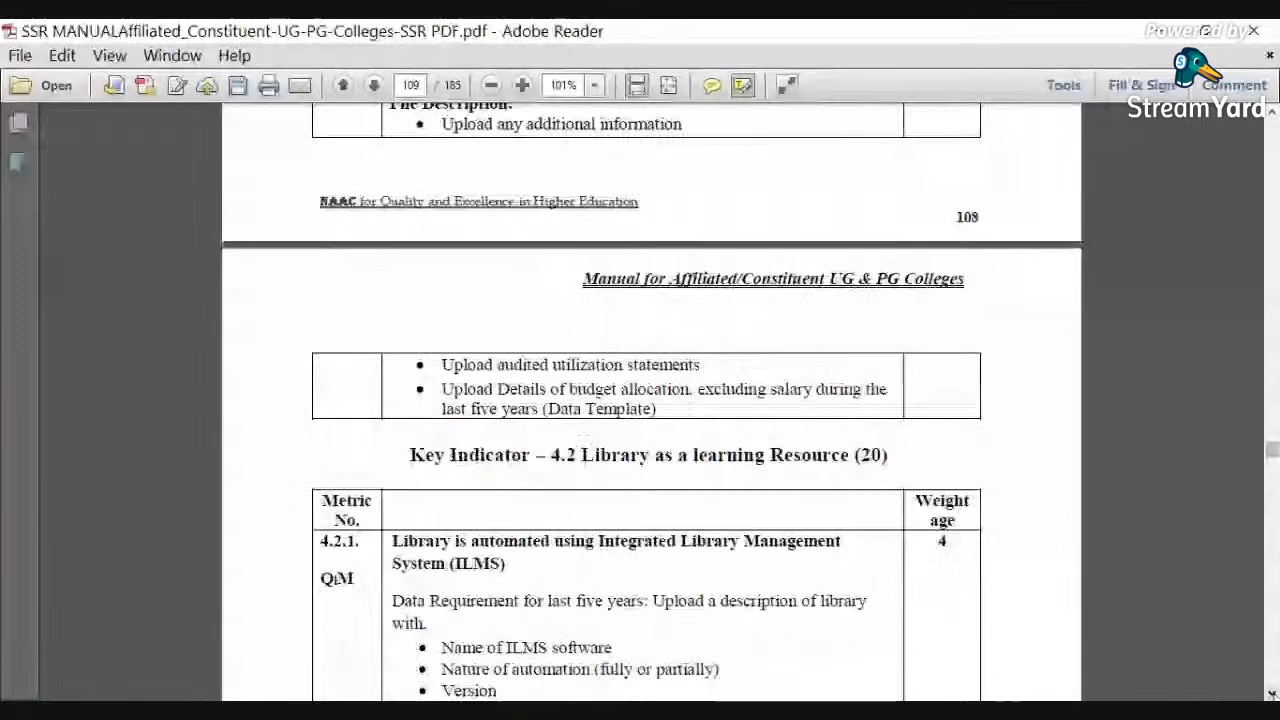 SSR MANUALAffiliated_Constituent-UG-PG-Colleges-SSR PDF.pdf - Adobe Reader
Powered by
File Edit View Window Help
Open 109 / 185 101% Tools Fill & Sign Comment
StreamYard
The Description:
• Upload any additional information
NAAC for Quality and Excellence in Higher Education
108
Manual for Affiliated/Constituent UG & PG Colleges
• Upload audited utilization statements
• Upload Details of budget allocation, excluding salary during the
last five years (Data Template)
Key Indicator – 4.2 Library as a learning Resource (20)
Metric No. Weight age
4.2.1. Library is automated using Integrated Library Management 4
System (ILMS)
QlM
Data Requirement for last five years: Upload a description of library
with,
• Name of ILMS software
• Nature of automation (fully or partially)
• Version